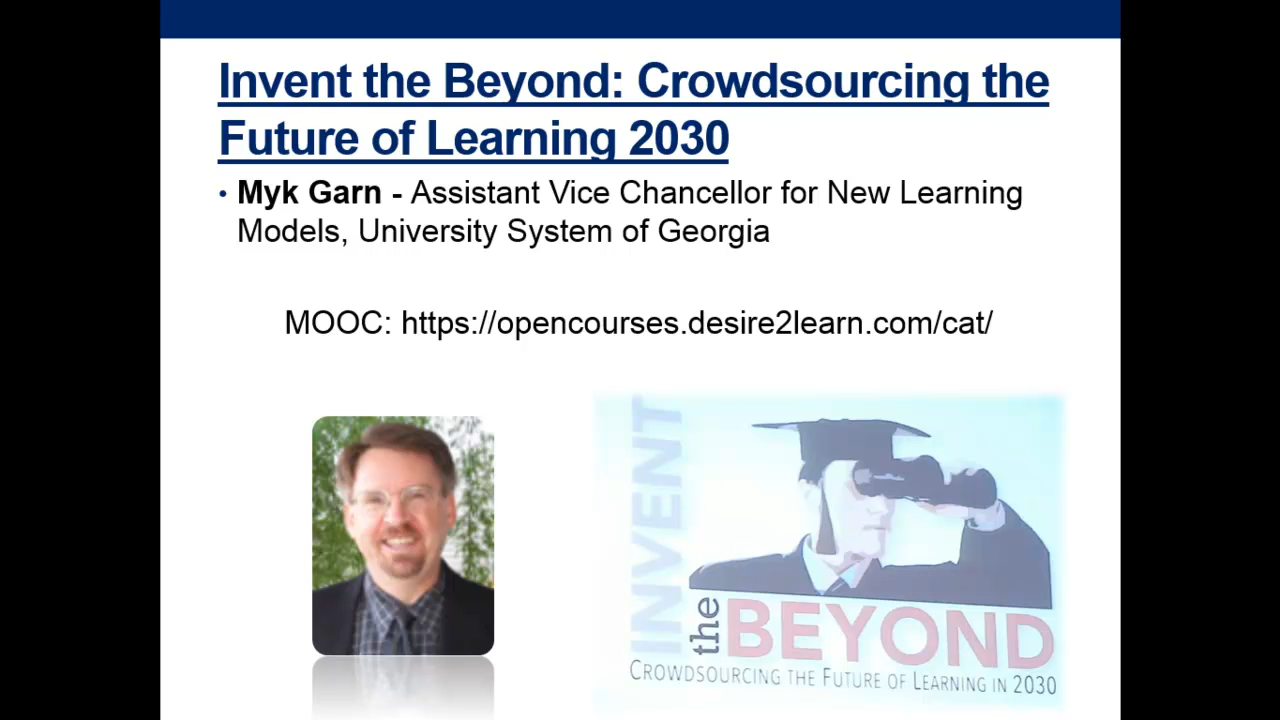 Invent the Beyond: Crowdsourcing the
Future of Learning 2030
• Myk Garn - Assistant Vice Chancellor for New Learning
Models, University System of Georgia
MOOC: https://opencourses.desire2learn.com/cat/
INVENT
the BEYOND
CROWDSOURCING THE FUTURE OF LEARNING IN 2030